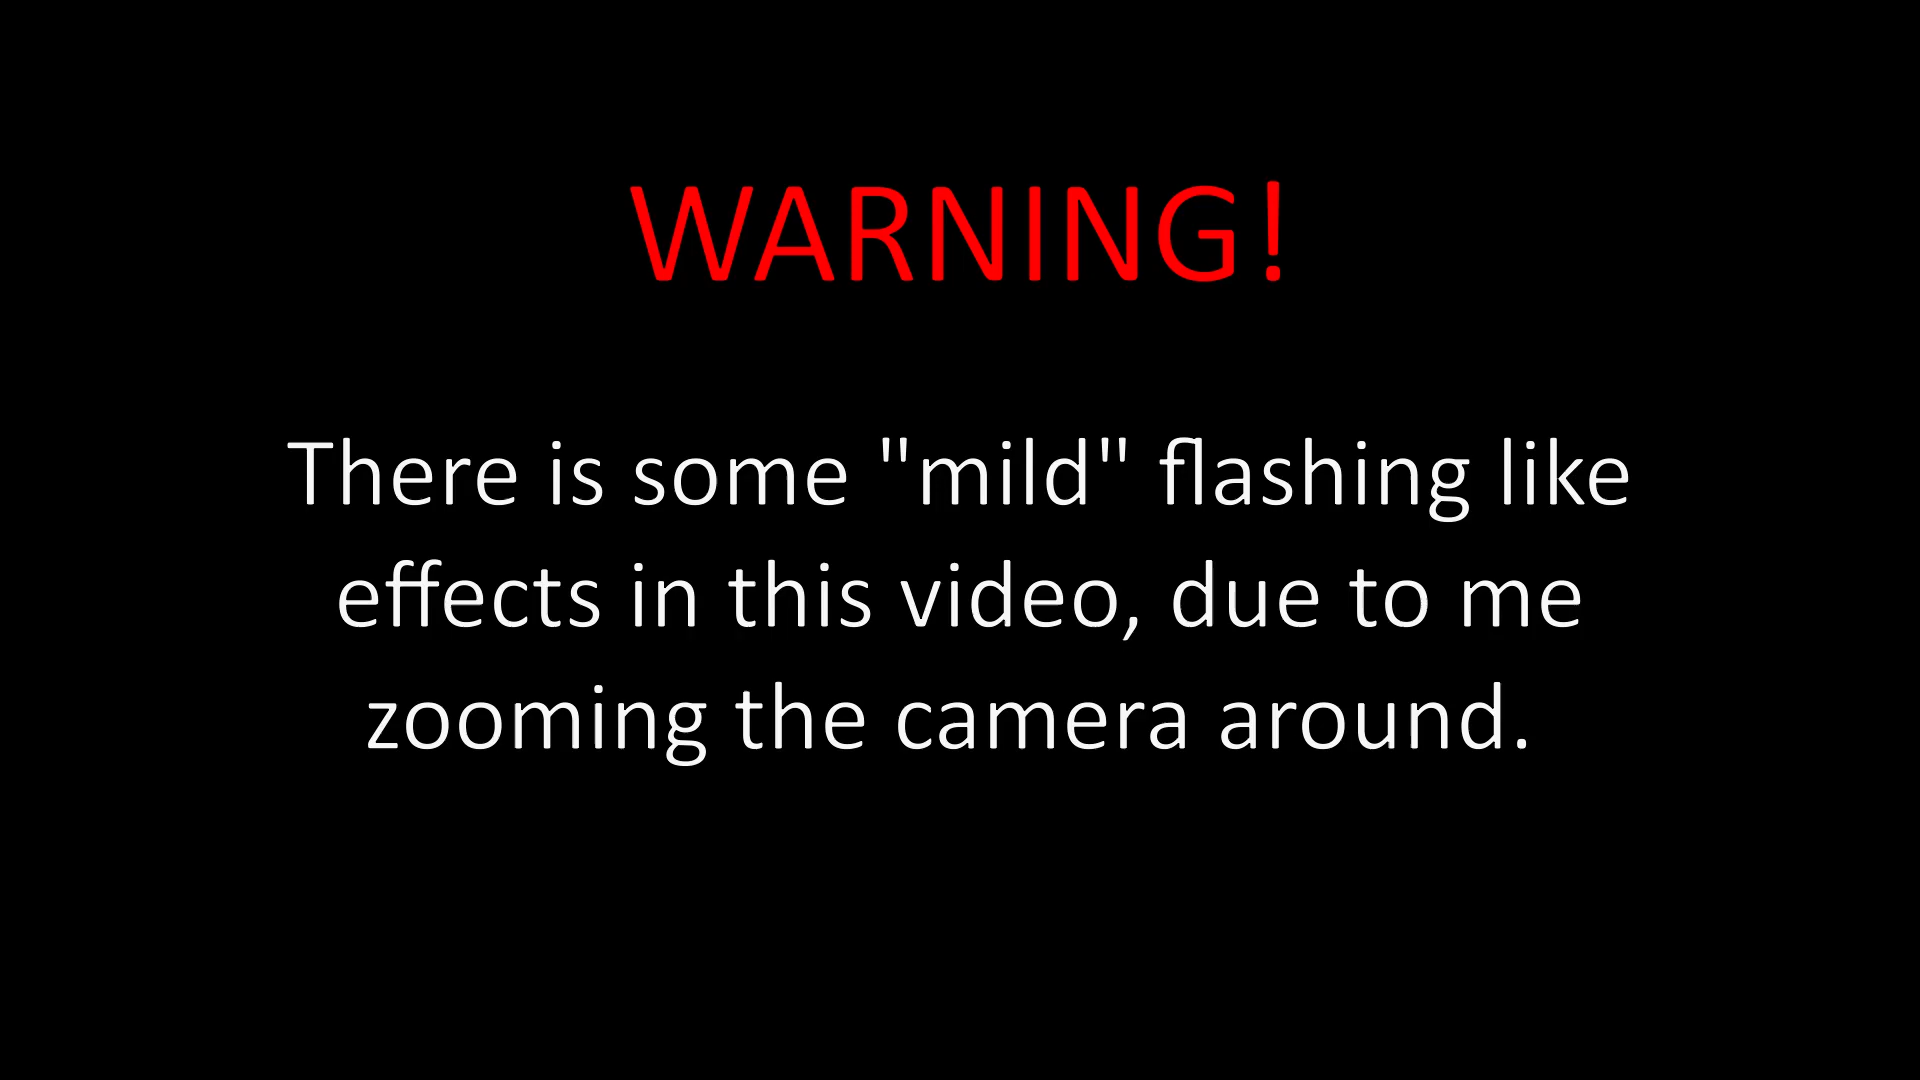 WARNING!
There is some "mild" flashing like
effects in this video, due to me
zooming the camera around.